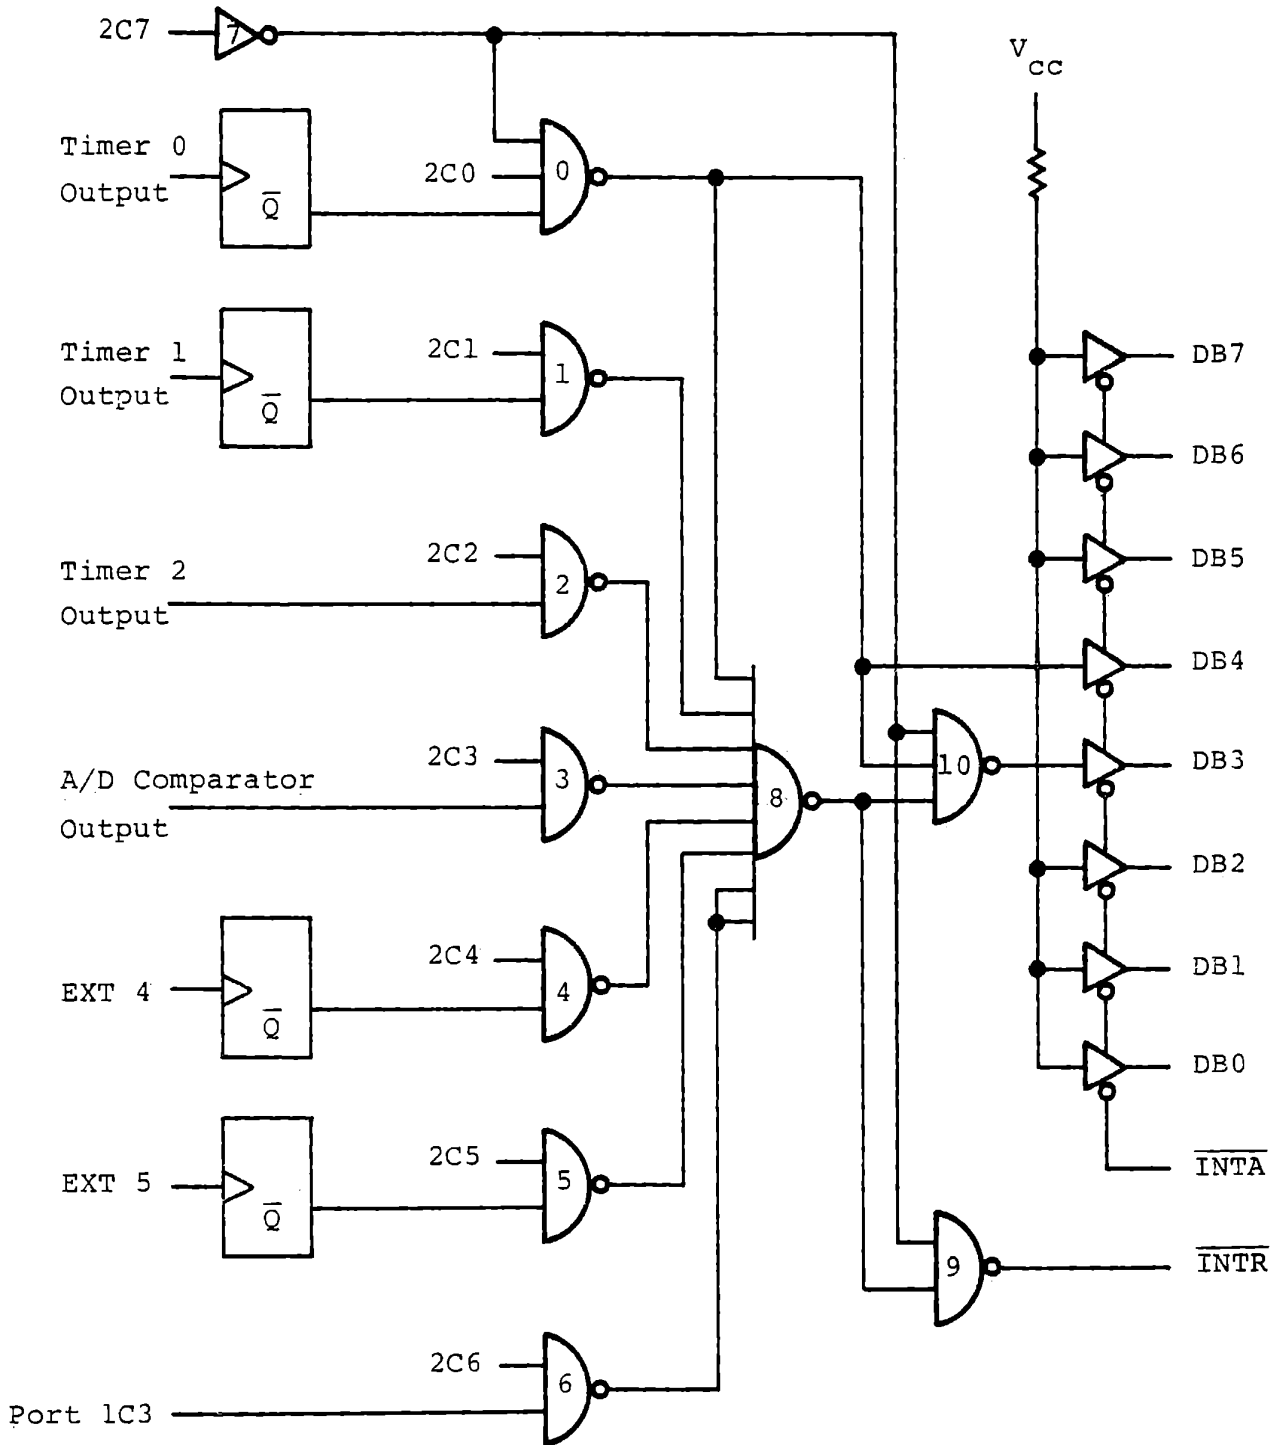 2C7
7
V
CC
Timer 0
Output
Q
2C0
0
Timer 1
Output
Q
2C1
1
DB7
DB6
Timer 2
Output
2C2
2
DB5
DB4
A/D Comparator
Output
2C3
3
8
10
DB3
DB2
EXT 4
Q
2C4
4
DB1
DB0
EXT 5
Q
2C5
5
INTA
9
INTR
2C6
6
Port 1C3